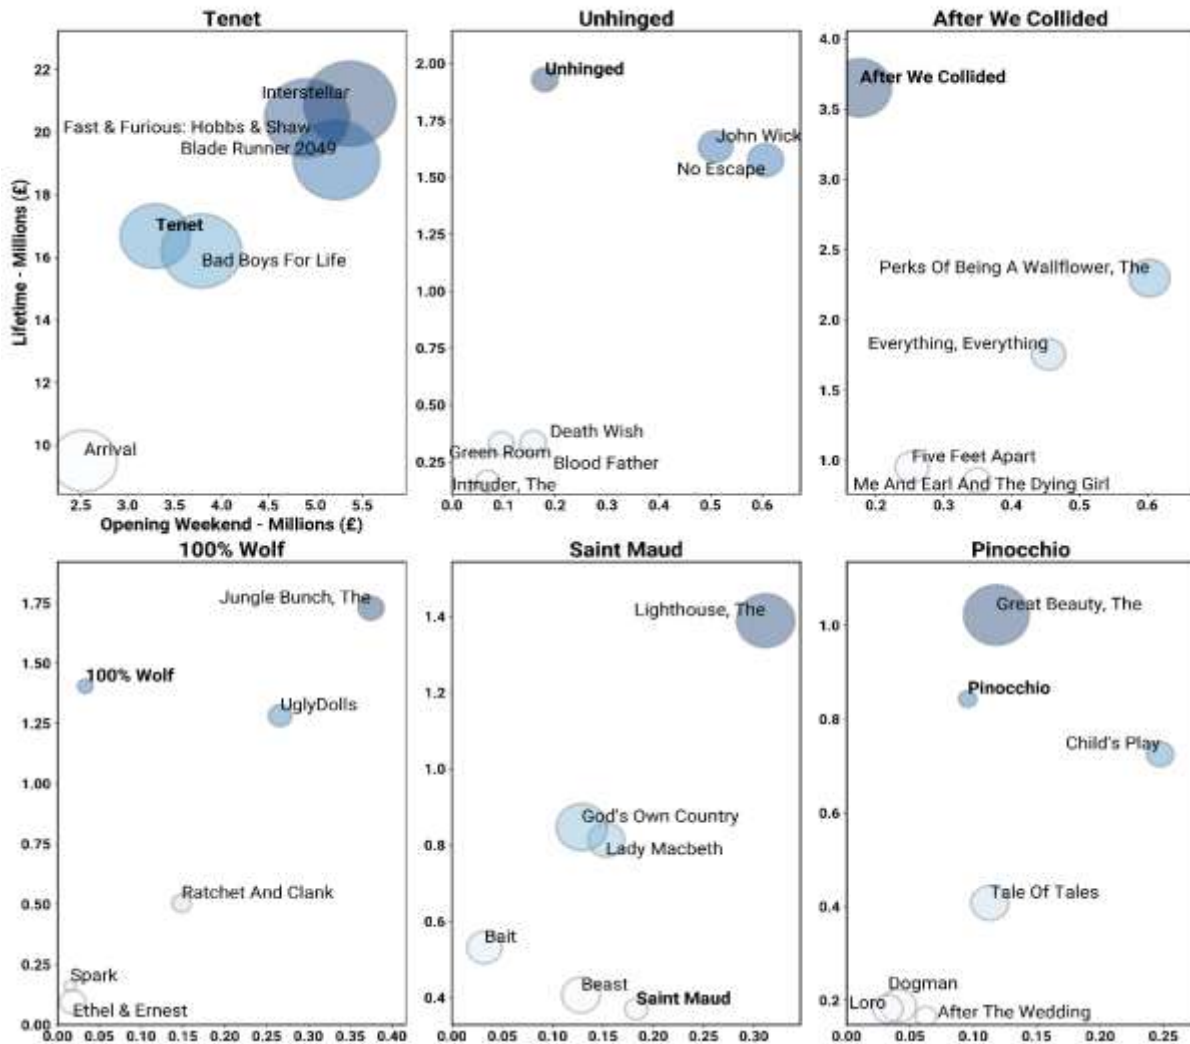 Tenet
Unhinged
After We Collided
Lifetime - Millions (£)
22
20
18
16
14
12
10
Interstellar
Fast & Furious: Hobbs & Shaw
Blade Runner 2049
Tenet
Bad Boys For Life
Arrival
2.5 3.0 3.5 4.0 4.5 5.0 5.5
Opening Weekend - Millions (£)
2.00
1.75
1.50
1.25
1.00
0.75
0.50
0.25
Unhinged
John Wick
No Escape
Death Wish
Green Room
Blood Father
Intruder, The
0.0 0.1 0.2 0.3 0.4 0.5 0.6
4.0
3.5
3.0
2.5
2.0
1.5
1.0
After We Collided
Perks Of Being A Wallflower, The
Everything, Everything
Five Feet Apart
Me And Earl And The Dying Girl
0.2 0.3 0.4 0.5 0.6
100% Wolf
Saint Maud
Pinocchio
1.75
1.50
1.25
1.00
0.75
0.50
0.25
0.00
Jungle Bunch, The
100% Wolf
UglyDolls
Ratchet And Clank
Spark
Ethel & Ernest
0.00 0.05 0.10 0.15 0.20 0.25 0.30 0.35 0.40
1.4
1.2
1.0
0.8
0.6
0.4
Lighthouse, The
God's Own Country
Lady Macbeth
Bait
Beast
Saint Maud
0.00 0.05 0.10 0.15 0.20 0.25 0.30
1.0
0.8
0.6
0.4
0.2
Great Beauty, The
Pinocchio
Child's Play
Tale Of Tales
Dogman
Loro
After The Wedding
0.00 0.05 0.10 0.15 0.20 0.25